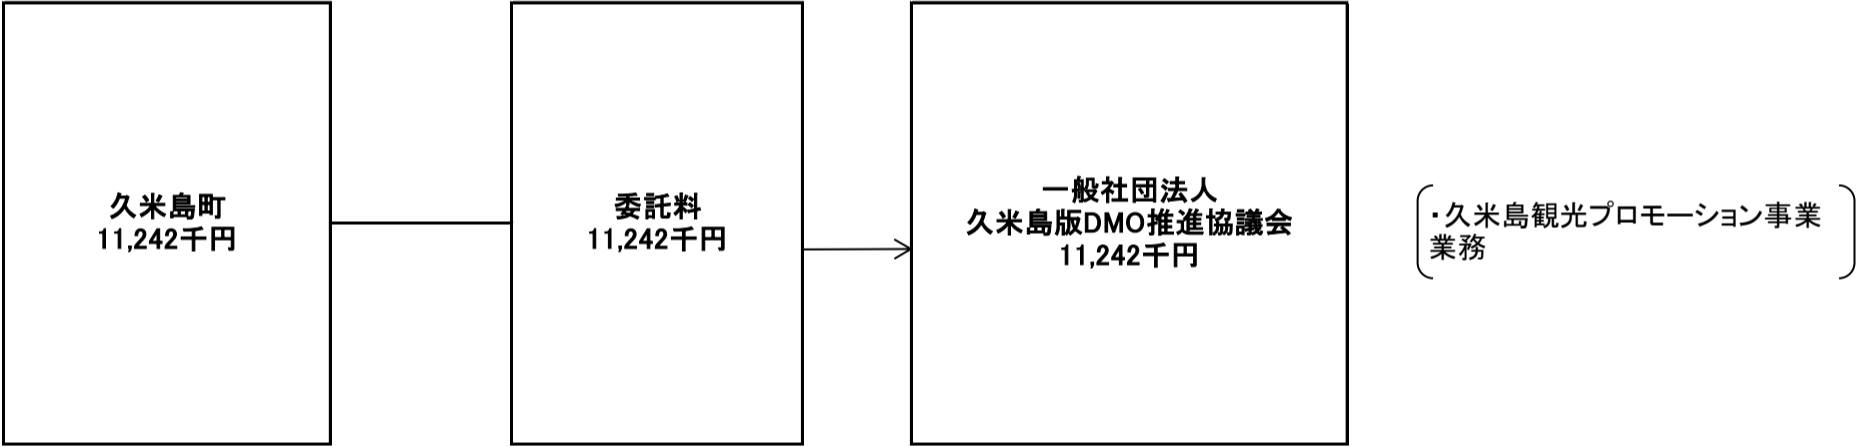 久米島町
11,242千円
委託料
11,242千円
一般社団法人
久米島版DMO推進協議会
11,242千円
・久米島観光プロモーション事業
業務